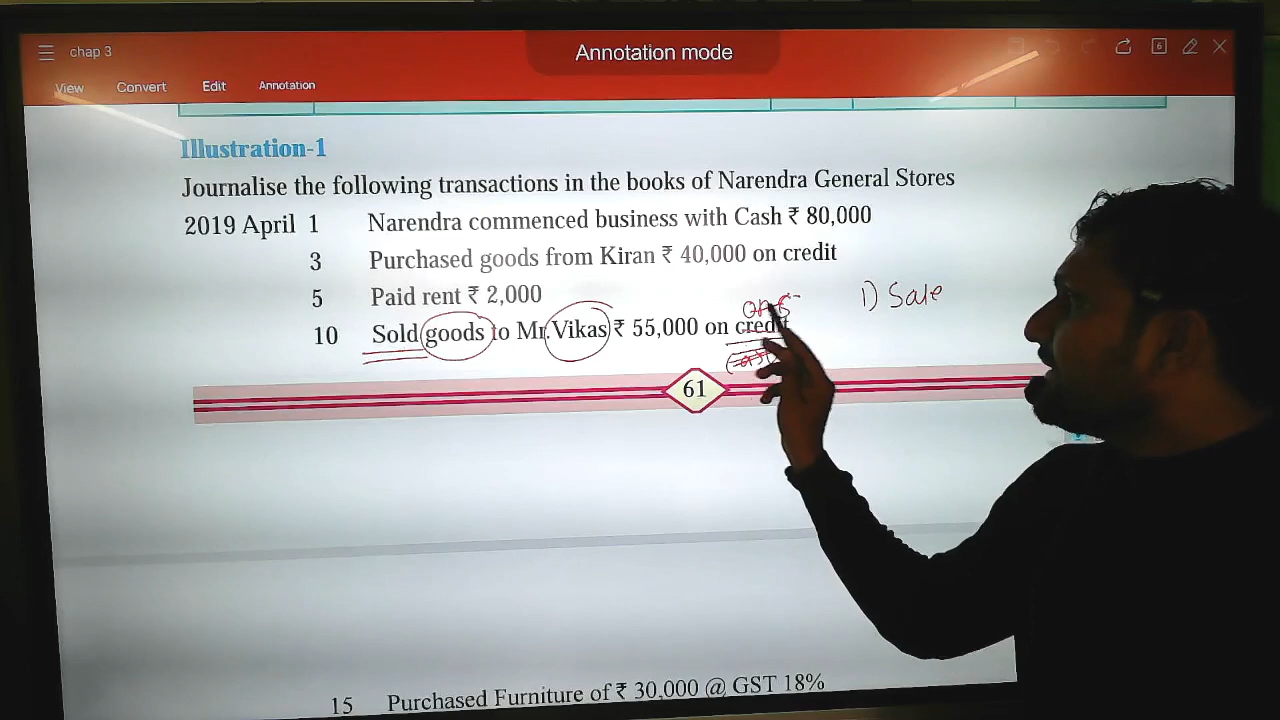 chap 3
Annotation mode
6
View Convert Edit Annotation
Illustration-1
Journalise the following transactions in the books of Narendra General Stores
2019 April 1 Narendra commenced business with Cash ₹ 80,000
3 Purchased goods from Kiran ₹ 40,000 on credit
5 Paid rent ₹ 2,000
1) Sale
10 Sold goods to Mr. Vikas ₹ 55,000 on credit
61
15 Purchased Furniture of ₹ 30,000 @ GST 18%